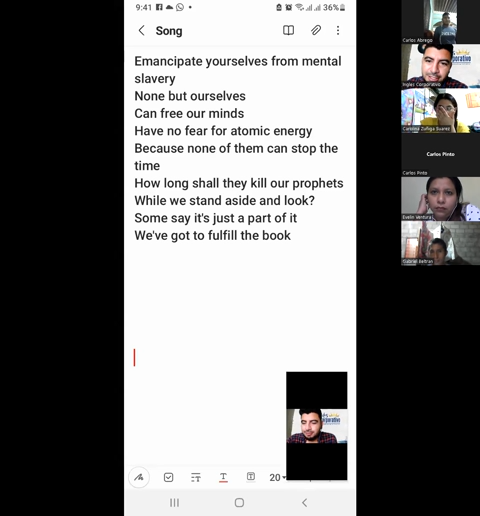 9:41
36%
Song
Emancipate yourselves from mental
slavery
None but ourselves
Can free our minds
Have no fear for atomic energy
Because none of them can stop the
time
How long shall they kill our prophets
While we stand aside and look?
Some say it's just a part of it
We've got to fulfill the book
20
Carlos Abrego
Ingles Corporativo
Carolina Zuñiga Suarez
Carlos Pinto
Carlos Pinto
Evelin Ventura
Gabriel Beltran